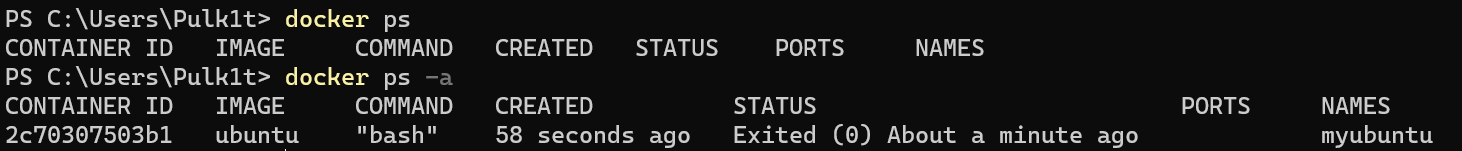 PS C:\Users\Pulk1t> docker ps
CONTAINER ID   IMAGE     COMMAND   CREATED   STATUS    PORTS     NAMES
PS C:\Users\Pulk1t> docker ps -a
CONTAINER ID   IMAGE     COMMAND   CREATED          STATUS                          PORTS     NAMES
2c70307503b1   ubuntu    "bash"    58 seconds ago   Exited (0) About a minute ago             myubuntu